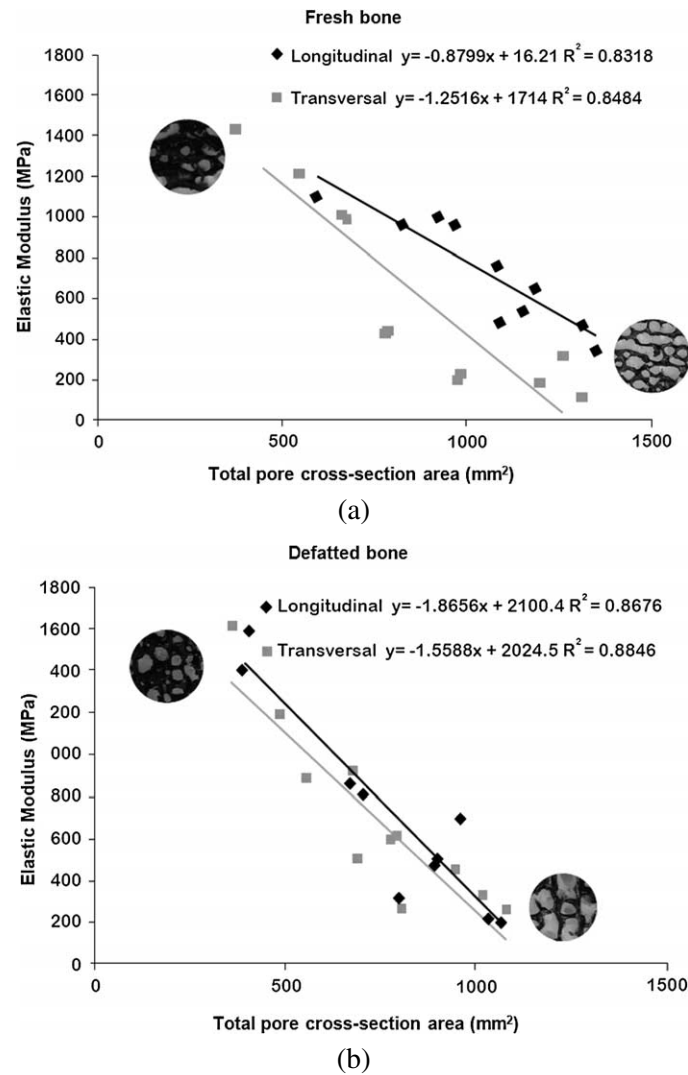 Fresh bone
1800
1600
1400
1200
1000
800
600
400
200
0
Elastic Modulus (MPa)
Longitudinal y= -0.8799x + 16.21 R² = 0.8318
Transversal y= -1.2516x + 1714 R² = 0.8484
0 500 1000 1500
Total pore cross-section area (mm²)
(a)
Defatted bone
1800
1600
400
200
000
800
600
400
200
0
Elastic Modulus (MPa)
Longitudinal y= -1.8656x + 2100.4 R² = 0.8676
Transversal y= -1.5588x + 2024.5 R² = 0.8846
0 500 1000 1500
Total pore cross-section area (mm²)
(b)